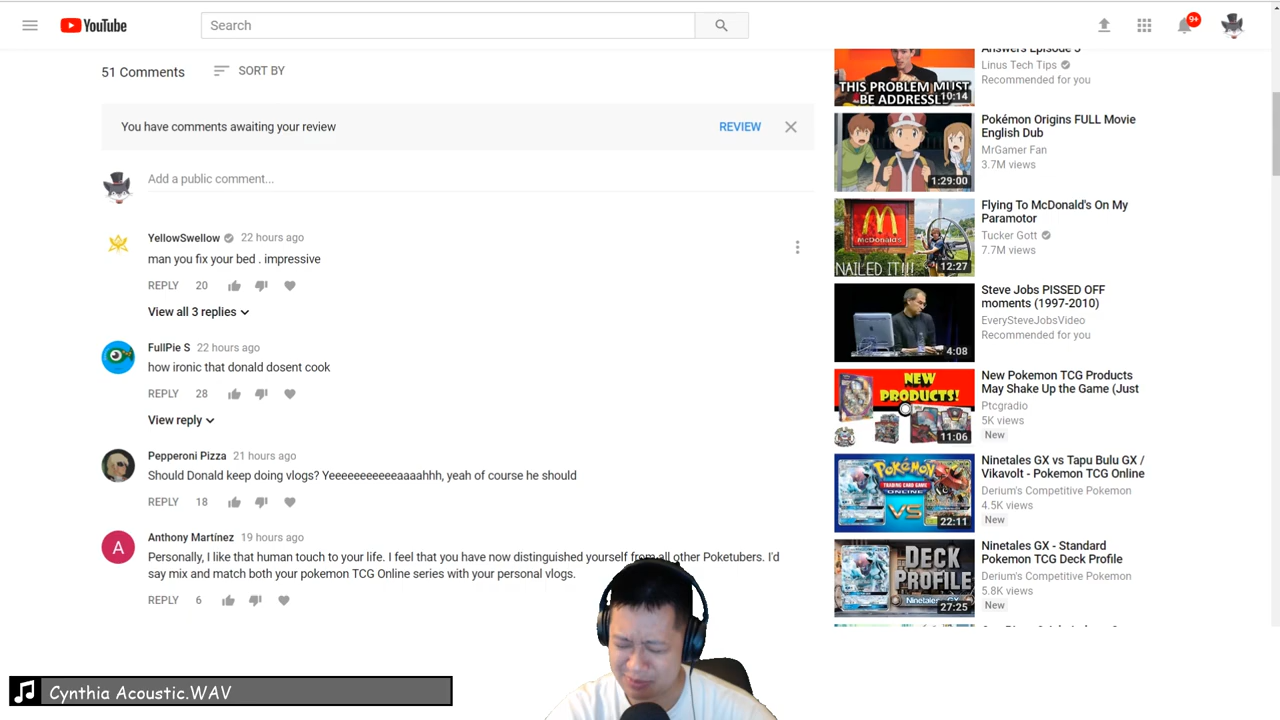 YouTube
Search
9+
51 Comments
SORT BY
You have comments awaiting your review
REVIEW
Add a public comment...
YellowSwellow 22 hours ago
man you fix your bed . impressive
REPLY 20
View all 3 replies
FullPie S 22 hours ago
how ironic that donald dosent cook
REPLY 28
View reply
Pepperoni Pizza 21 hours ago
Should Donald keep doing vlogs? Yeeeeeeeeeeaaaahhh, yeah of course he should
REPLY 18
A
Anthony Martínez 19 hours ago
Personally, I like that human touch to your life. I feel that you have now distinguished yourself from all other Poketubers. I'd
say mix and match both your pokemon TCG Online series with your personal vlogs.
REPLY 6
Cynthia Acoustic.WAV
THIS PROBLEM MUST
BE ADDRESSED
10:14
Answers Episode 5
Linus Tech Tips
Recommended for you
1:29:00
Pokémon Origins FULL Movie
English Dub
MrGamer Fan
3.7M views
McDonald's
NAILED IT!!!
12:27
Flying To McDonald's On My
Paramotor
Tucker Gott
7.7M views
4:08
Steve Jobs PISSED OFF
moments (1997-2010)
EverySteveJobsVideo
Recommended for you
NEW
PRODUCTS!
11:06
New Pokemon TCG Products
May Shake Up the Game (Just
Ptcgradio
5K views
New
Pokémon
TRADING CARD GAME
ONLINE
VS
22:11
Ninetales GX vs Tapu Bulu GX /
Vikavolt - Pokemon TCG Online
Derium's Competitive Pokemon
4.5K views
New
DECK
PROFILE
Ninetales GX
27:25
Ninetales GX - Standard
Pokemon TCG Deck Profile
Derium's Competitive Pokemon
5.8K views
New